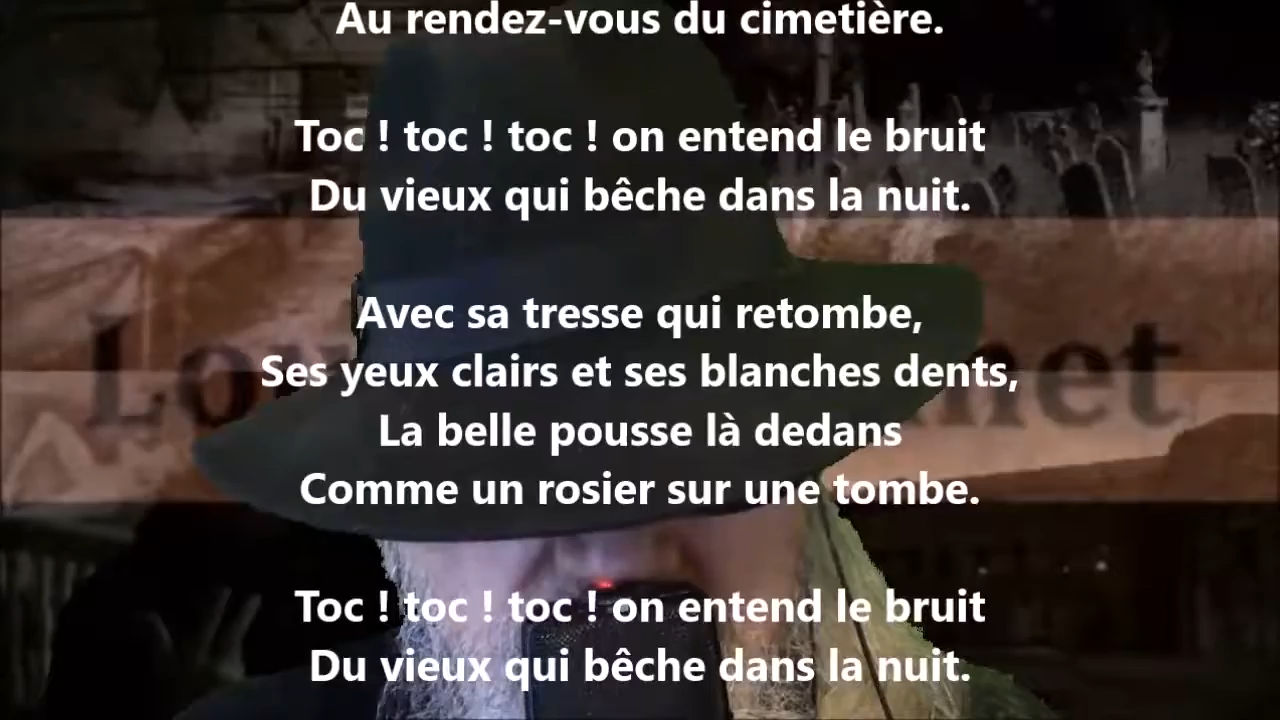 Au rendez-vous du cimetière.
Toc ! toc ! toc ! on entend le bruit
Du vieux qui bêche dans la nuit.
Avec sa tresse qui retombe,
Ses yeux clairs et ses blanches dents,
La belle pousse là dedans
Comme un rosier sur une tombe.
Toc ! toc ! toc ! on entend le bruit
Du vieux qui bêche dans la nuit.